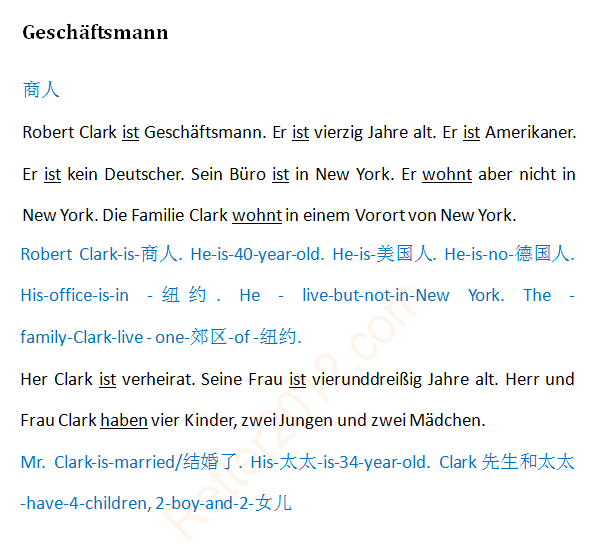 Geschäftsmann
商人
Robert Clark ist Geschäftsmann. Er ist vierzig Jahre alt. Er ist Amerikaner.
Er ist kein Deutscher. Sein Büro ist in New York. Er wohnt aber nicht in
New York. Die Familie Clark wohnt in einem Vorort von New York.
Robert Clark-is-商人. He-is-40-year-old. He-is-美国人. He-is-no-德国人.
His-office-is-in -纽约. He - live-but-not-in-New York. The -
family-Clark-live - one-郊区-of -纽约.
Her Clark ist verheirat. Seine Frau ist vierunddreißig Jahre alt. Herr und
Frau Clark haben vier Kinder, zwei Jungen und zwei Mädchen.
Mr. Clark-is-married/结婚了. His-太太-is-34-year-old. Clark 先生和太太
-have-4-children, 2-boy-and-2-女儿
Retter2012.com